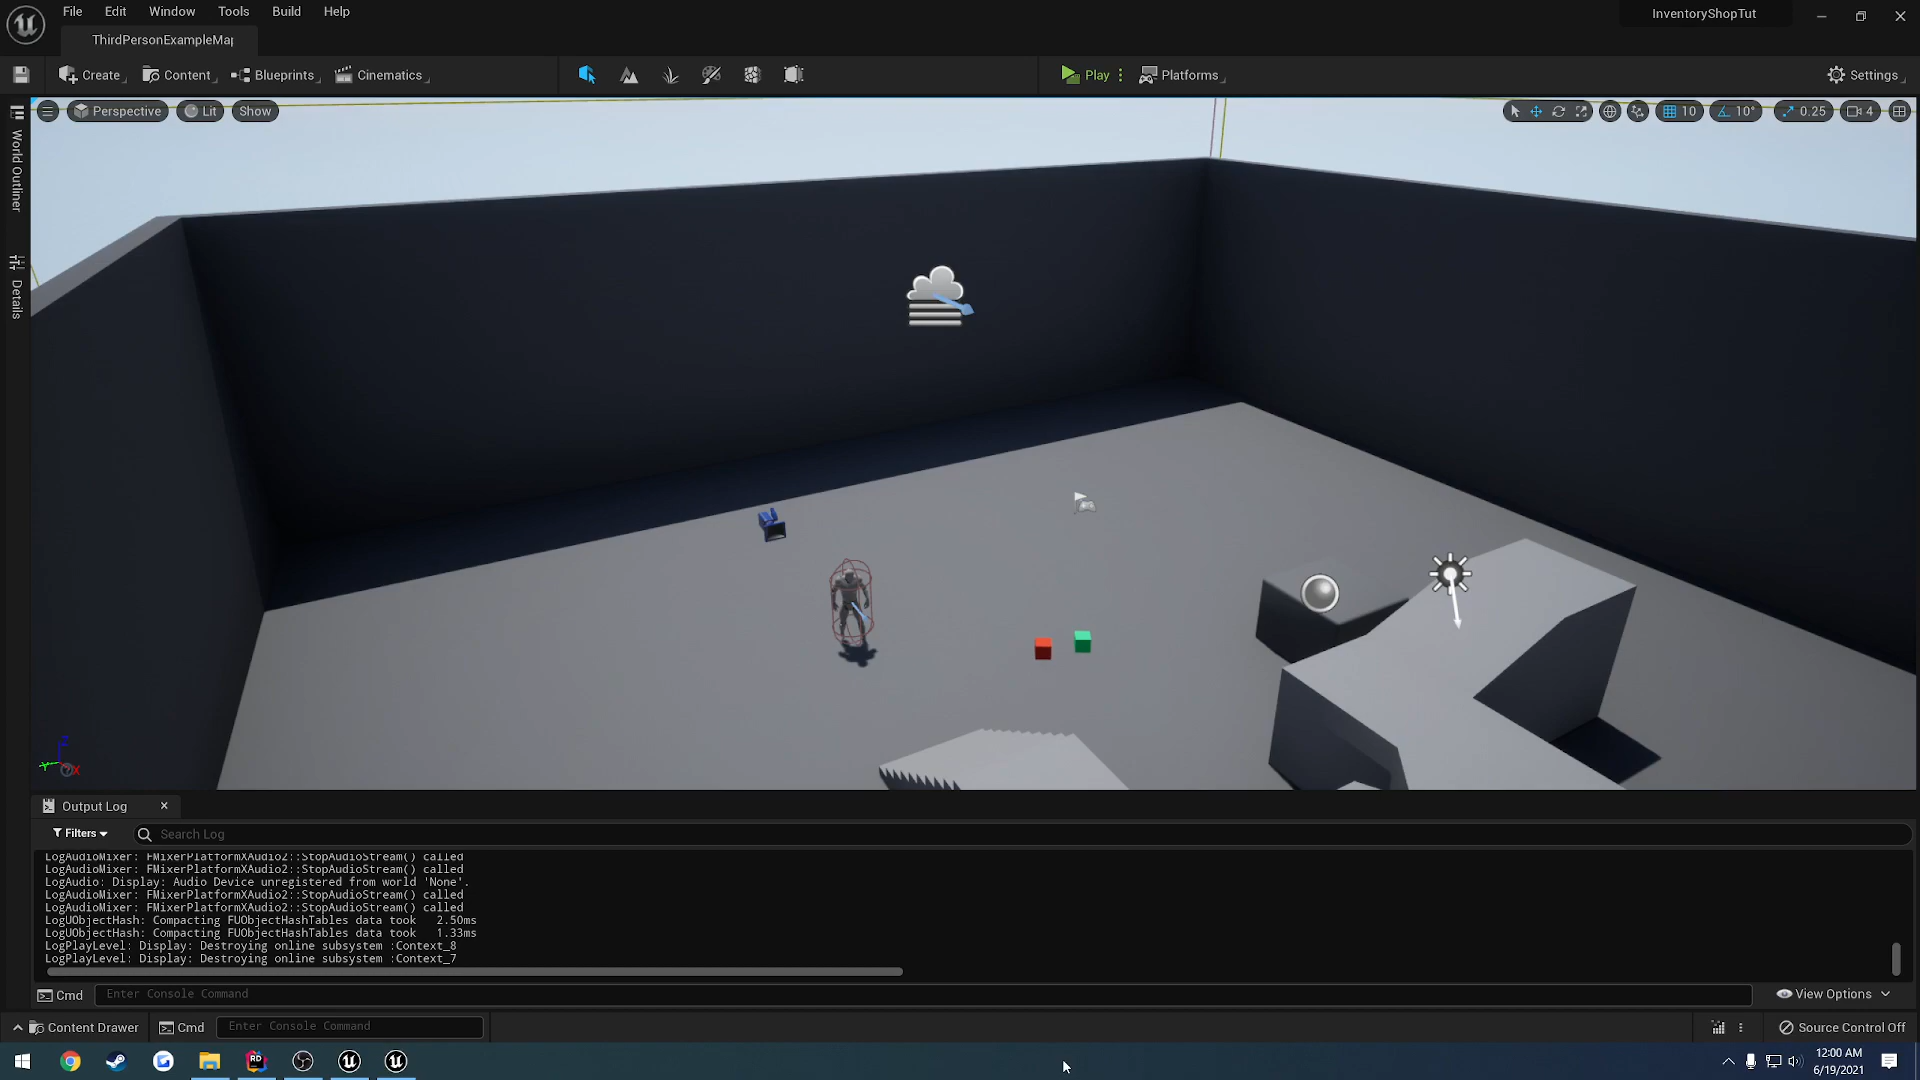 File Edit Window Tools Build Help
InventoryShopTut
ThirdPersonExampleMap
Create Content Blueprints Cinematics Play Platforms Settings
Perspective Lit Show 10 10° 0.25 4
World Outliner
Details
Z
Y X
Output Log
Filters Search Log
LogAudioMixer: FMixerPlatformXAudio2::StopAudioStream() called
LogAudioMixer: FMixerPlatformXAudio2::StopAudioStream() called
LogAudio: Display: Audio Device unregistered from world 'None'.
LogAudioMixer: FMixerPlatformXAudio2::StopAudioStream() called
LogAudioMixer: FMixerPlatformXAudio2::StopAudioStream() called
LogUObjectHash: Compacting FUObjectHashTables data took 2.50ms
LogUObjectHash: Compacting FUObjectHashTables data took 1.33ms
LogPlayLevel: Display: Destroying online subsystem :Context_8
LogPlayLevel: Display: Destroying online subsystem :Context_7
Cmd Enter Console Command View Options
Content Drawer Cmd Enter Console Command Source Control Off
RD
12:00 AM
6/19/2021